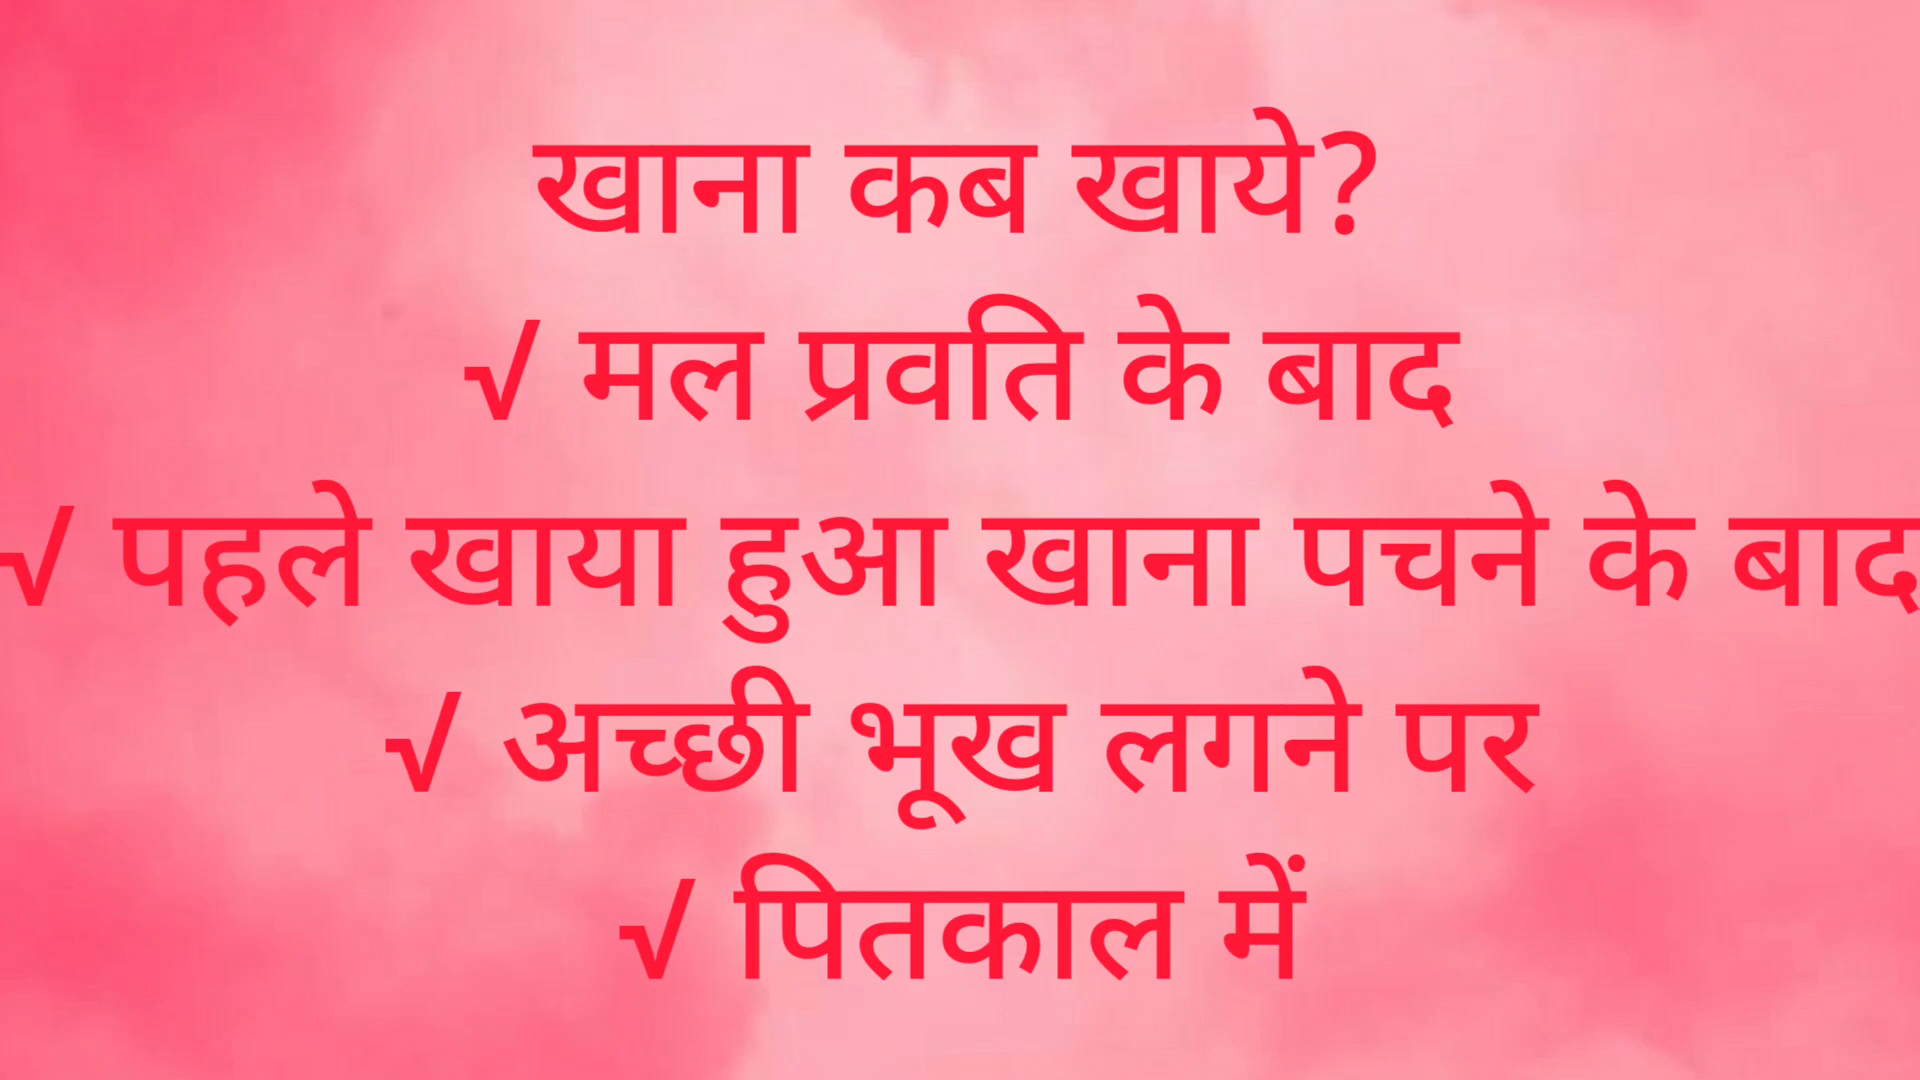 खाना कब खाये?
√ मल प्रवति के बाद
√ पहले खाया हुआ खाना पचने के बाद
√ अच्छी भूख लगने पर
√ पितकाल में